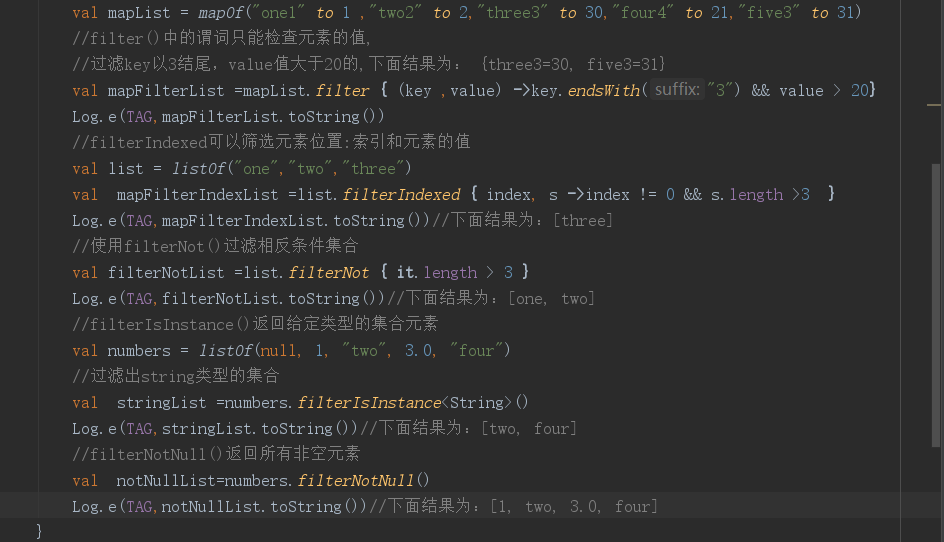 val mapList = mapOf("one1" to 1 ,"two2" to 2,"three3" to 30,"four4" to 21,"five3" to 31)
//filter()中的谓词只能检查元素的值,
//过滤key以3结尾，value值大于20的,下面结果为： {three3=30, five3=31}
val mapFilterList =mapList.filter { (key ,value) ->key.endsWith( suffix: "3") && value > 20}
Log.e(TAG,mapFilterList.toString())
//filterIndexed可以筛选元素位置:索引和元素的值
val list = listOf("one","two","three")
val  mapFilterIndexList =list.filterIndexed { index, s ->index != 0 && s.length >3  }
Log.e(TAG,mapFilterIndexList.toString())//下面结果为：[three]
//使用filterNot()过滤相反条件集合
val filterNotList =list.filterNot { it.length > 3 }
Log.e(TAG,filterNotList.toString())//下面结果为：[one, two]
//filterIsInstance()返回给定类型的集合元素
val numbers = listOf(null, 1, "two", 3.0, "four")
//过滤出string类型的集合
val  stringList =numbers.filterIsInstance<String>()
Log.e(TAG,stringList.toString())//下面结果为：[two, four]
//filterNotNull()返回所有非空元素
val  notNullList=numbers.filterNotNull()
Log.e(TAG,notNullList.toString())//下面结果为：[1, two, 3.0, four]
}